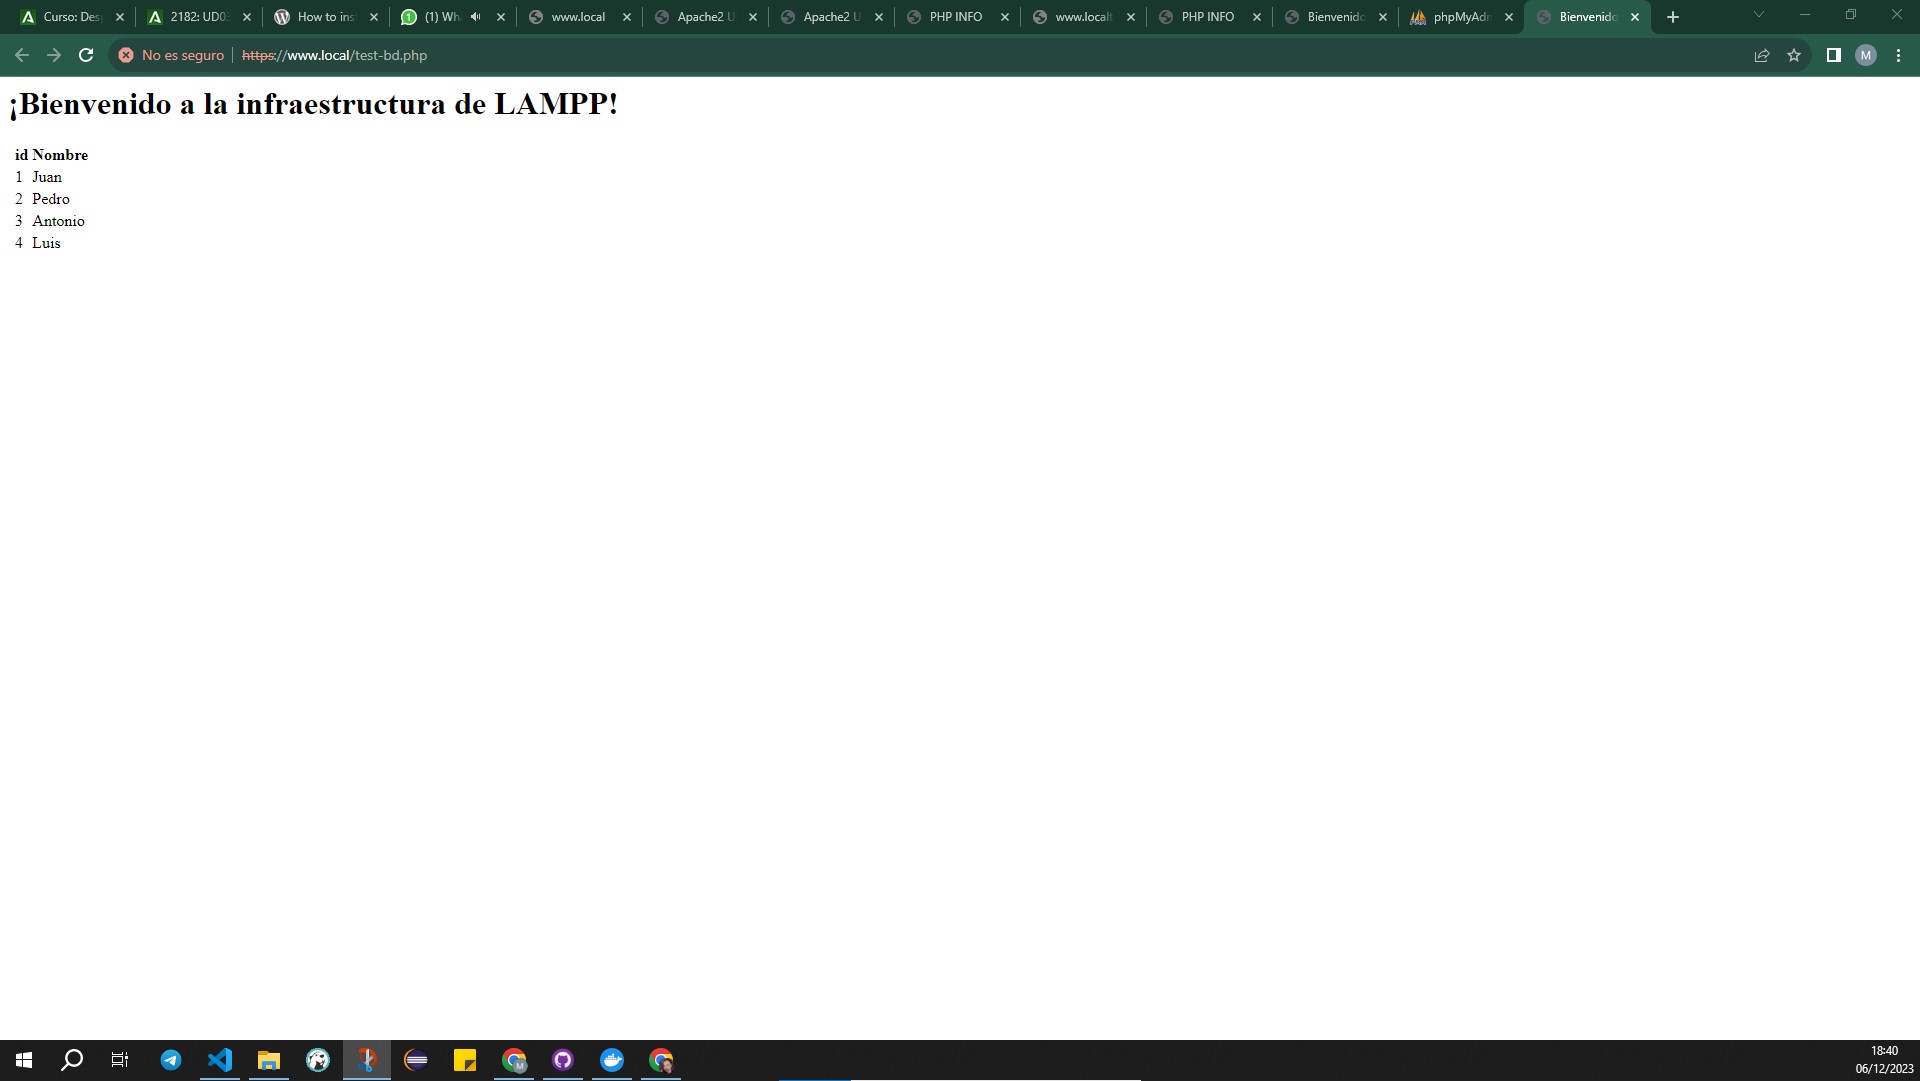 Curso: Des
2182: UD03
How to ins
(1) Wh
www.local
Apache2 U
Apache2 U
PHP INFO
www.localt
PHP INFO
Bienvenido
phpMyAdm
Bienvenido
No es seguro
https://www.local/test-bd.php
M
¡Bienvenido a la infraestructura de LAMPP!
id Nombre
1 Juan
2 Pedro
3 Antonio
4 Luis
18:40
06/12/2023